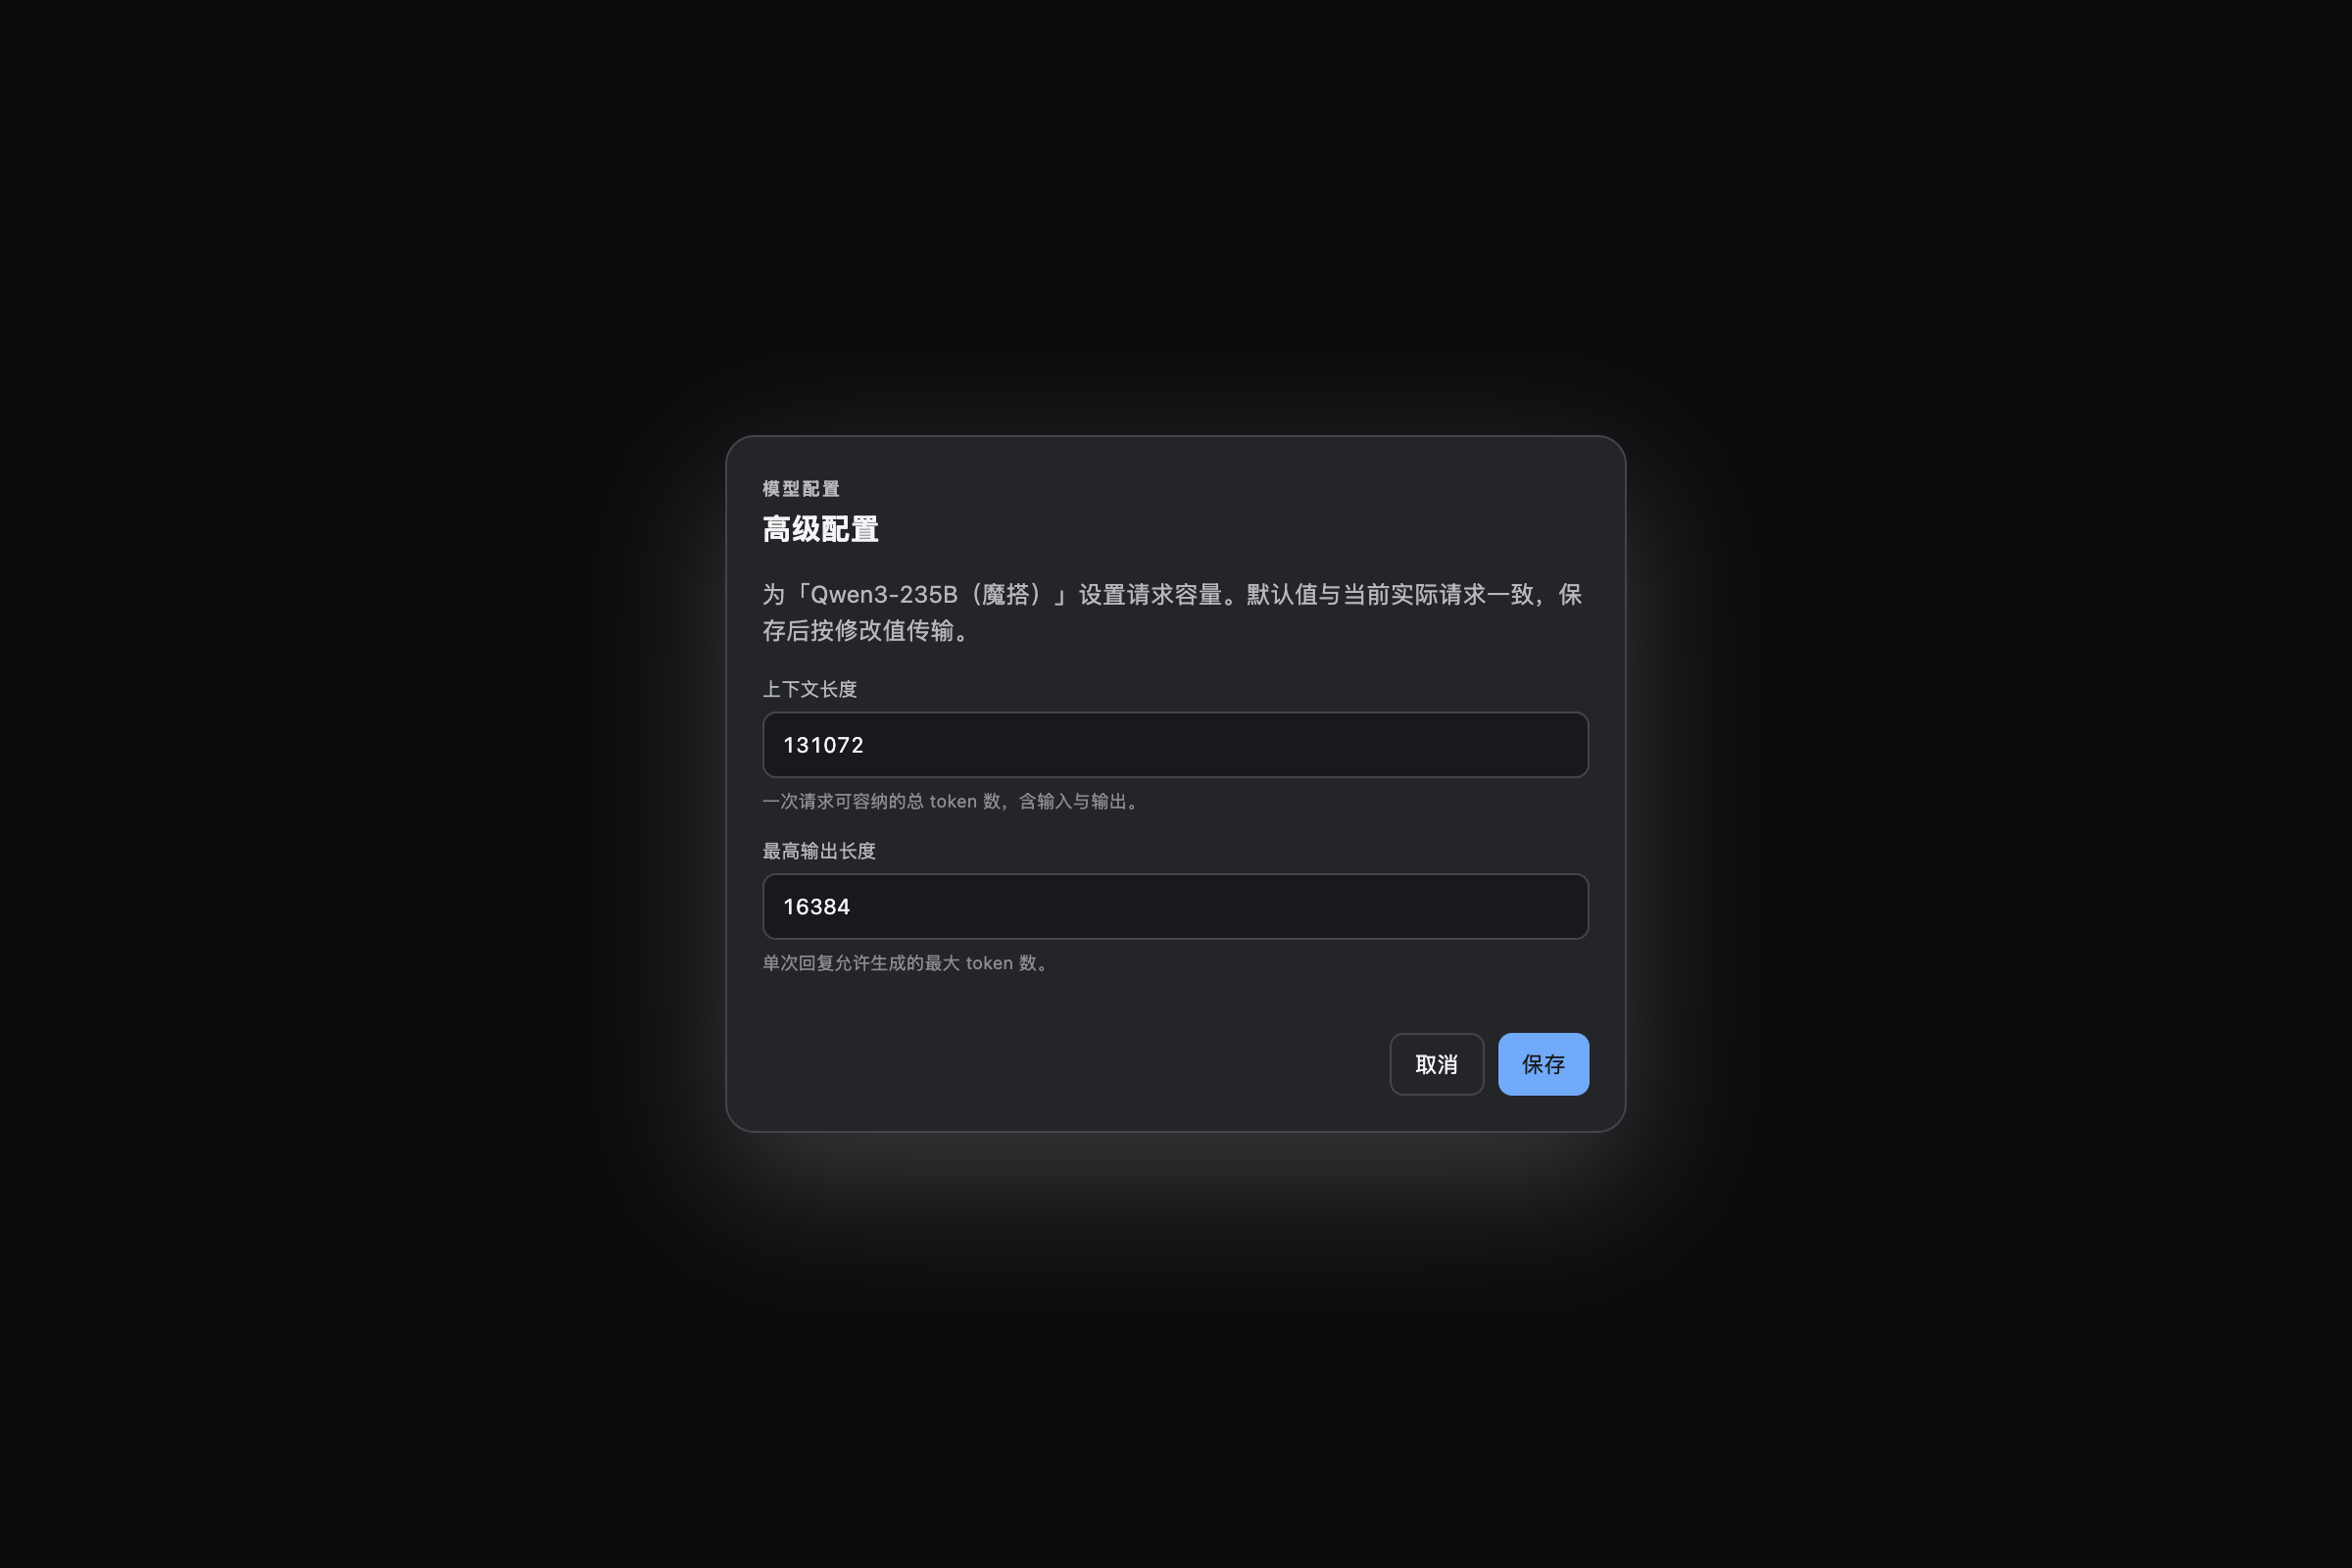 模型配置
高级配置
为「Qwen3-235B（魔搭）」设置请求容量。默认值与当前实际请求一致，保
存后按修改值传输。
上下文长度
131072
一次请求可容纳的总 token 数，含输入与输出。
最高输出长度
16384
单次回复允许生成的最大 token 数。
取消 保存